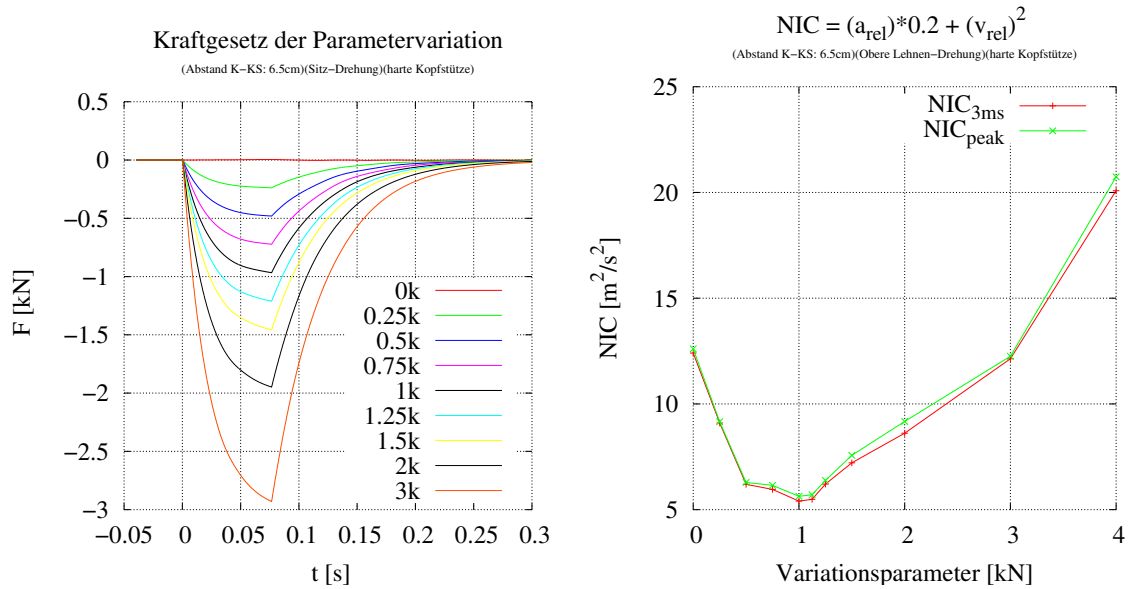 Kraftgesetz der Parametervariation
(Abstand K−KS: 6.5cm)(Sitz−Drehung)(harte Kopfstütze)
0.5
0
−0.5
−1
−1.5
−2
−2.5
−3
F [kN]
−0.05 0 0.05 0.1 0.15 0.2 0.25 0.3
t [s]
0k
0.25k
0.5k
0.75k
1k
1.25k
1.5k
2k
3k
NIC = (a_rel)*0.2 + (v_rel)^2
(Abstand K−KS: 6.5cm)(Obere Lehnen−Drehung)(harte Kopfstütze)
25
20
15
10
5
NIC [m^2/s^2]
0 1 2 3 4
Variationsparameter [kN]
NIC_3ms
NIC_peak